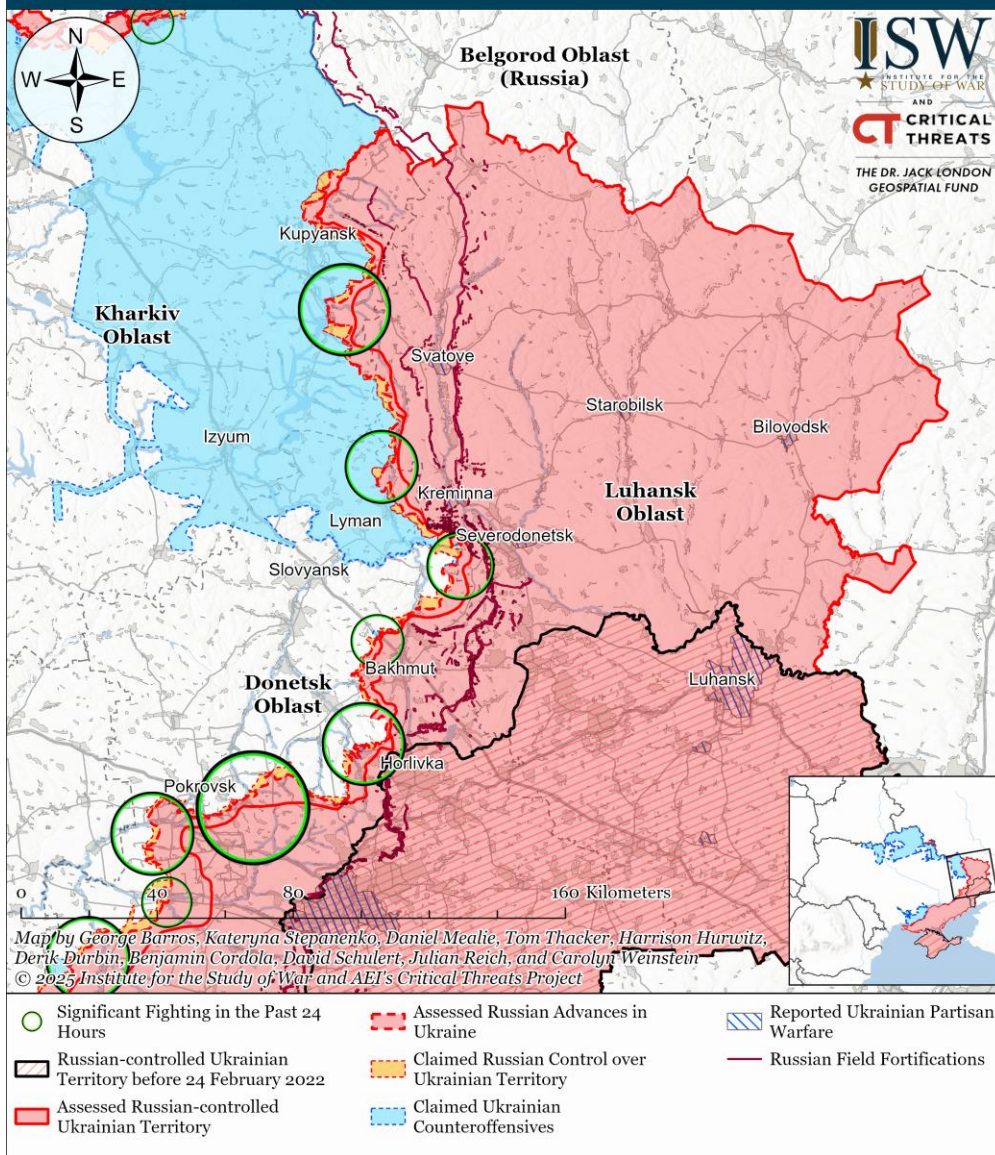 N
W E
S
Belgorod Oblast
(Russia)
ISW
INSTITUTE FOR THE
STUDY OF WAR
AND
CT CRITICAL
THREATS
THE DR. JACK LONDON
GEOSPATIAL FUND
Kupyansk
Kharkiv
Oblast
Svatove
Starobilsk
Bilovodsk
Izyum
Kreminna
Luhansk
Oblast
Lyman
Severodonetsk
Slovyansk
Bakhmut
Luhansk
Donetsk
Oblast
Horlivka
Pokrovsk
0 40 80 160 Kilometers
Map by George Barros, Kateryna Stepanenko, Daniel Mealie, Tom Thacker, Harrison Hurwitz,
Derik Durbin, Benjamin Cordola, David Schulert, Julian Reich, and Carolyn Weinstein
© 2025 Institute for the Study of War and AEI's Critical Threats Project
Significant Fighting in the Past 24
Hours
Russian-controlled Ukrainian
Territory before 24 February 2022
Assessed Russian-controlled
Ukrainian Territory
Assessed Russian Advances in
Ukraine
Claimed Russian Control over
Ukrainian Territory
Claimed Ukrainian
Counteroffensives
Reported Ukrainian Partisan
Warfare
Russian Field Fortifications